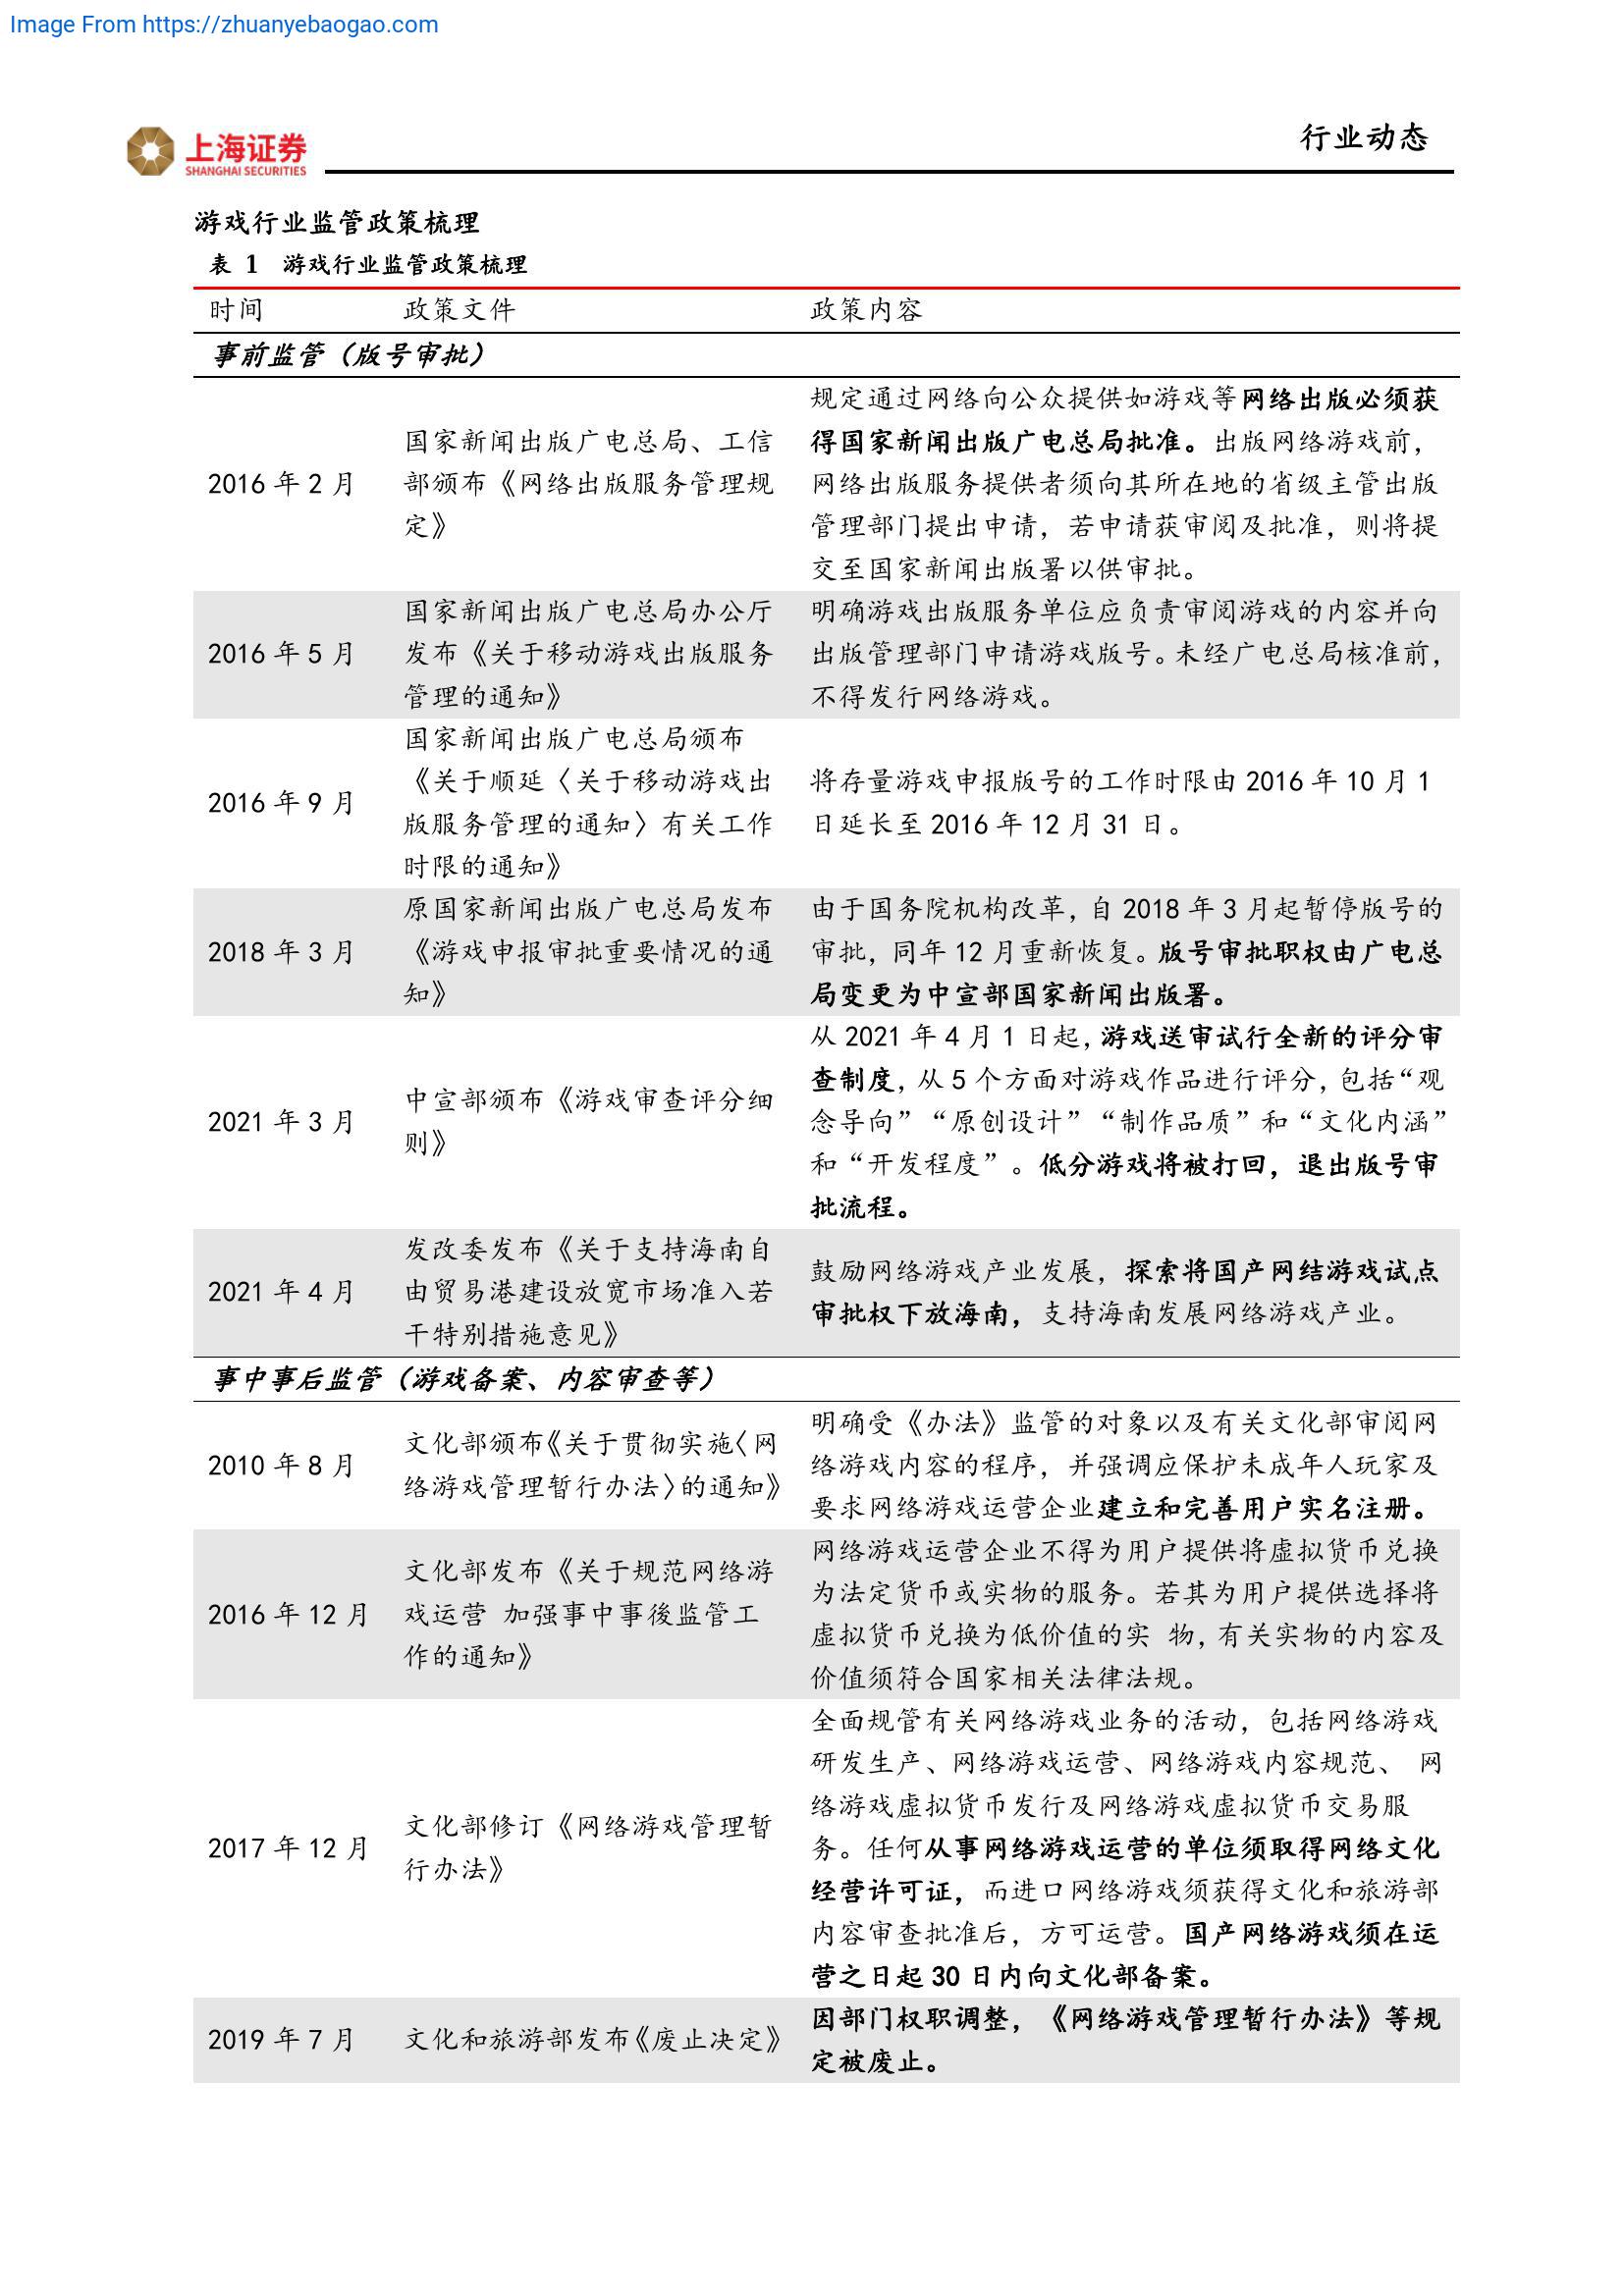 Image From https://zhuanyebaogao.com
上海证券
SHANGHAI SECURITIES
行业动态
游戏行业监管政策梳理
表 1 游戏行业监管政策梳理
时间 政策文件 政策内容
事前监管（版号审批）
2016 年 2 月
国家新闻出版广电总局、工信
部颁布《网络出版服务管理规
定》
规定通过网络向公众提供如游戏等网络出版必须获
得国家新闻出版广电总局批准。出版网络游戏前，
网络出版服务提供者须向其所在地的省级主管出版
管理部门提出申请，若申请获审阅及批准，则将提
交至国家新闻出版署以供审批。
2016 年 5 月
国家新闻出版广电总局办公厅
发布《关于移动游戏出版服务
管理的通知》
明确游戏出版服务单位应负责审阅游戏的内容并向
出版管理部门申请游戏版号。未经广电总局核准前，
不得发行网络游戏。
2016 年 9 月
国家新闻出版广电总局颁布
《关于顺延〈关于移动游戏出
版服务管理的通知〉有关工作
时限的通知》
将存量游戏申报版号的工作时限由 2016 年 10 月 1
日延长至 2016 年 12 月 31 日。
2018 年 3 月
原国家新闻出版广电总局发布
《游戏申报审批重要情况的通
知》
由于国务院机构改革，自 2018 年 3 月起暂停版号的
审批，同年 12 月重新恢复。版号审批职权由广电总
局变更为中宣部国家新闻出版署。
2021 年 3 月
中宣部颁布《游戏审查评分细
则》
从 2021 年 4 月 1 日起，游戏送审试行全新的评分审
查制度，从 5 个方面对游戏作品进行评分，包括“观
念导向”“原创设计”“制作品质”和“文化内涵”
和“开发程度”。低分游戏将被打回，退出版号审
批流程。
2021 年 4 月
发改委发布《关于支持海南自
由贸易港建设放宽市场准入若
干特别措施意见》
鼓励网络游戏产业发展，探索将国产网结游戏试点
审批权下放海南，支持海南发展网络游戏产业。
事中事后监管（游戏备案、内容审查等）
2010 年 8 月
文化部颁布《关于贯彻实施〈网
络游戏管理暂行办法〉的通知》
明确受《办法》监管的对象以及有关文化部审阅网
络游戏内容的程序，并强调应保护未成年人玩家及
要求网络游戏运营企业建立和完善用户实名注册。
2016 年 12 月
文化部发布《关于规范网络游
戏运营 加强事中事後监管工
作的通知》
网络游戏运营企业不得为用户提供将虚拟货币兑换
为法定货币或实物的服务。若其为用户提供选择将
虚拟货币兑换为低价值的实 物，有关实物的内容及
价值须符合国家相关法律法规。
2017 年 12 月
文化部修订《网络游戏管理暂
行办法》
全面规管有关网络游戏业务的活动，包括网络游戏
研发生产、网络游戏运营、网络游戏内容规范、 网
络游戏虚拟货币发行及网络游戏虚拟货币交易服
务。任何从事网络游戏运营的单位须取得网络文化
经营许可证，而进口网络游戏须获得文化和旅游部
内容审查批准后，方可运营。国产网络游戏须在运
营之日起 30 日内向文化部备案。
2019 年 7 月
文化和旅游部发布《废止决定》
因部门权职调整，《网络游戏管理暂行办法》等规
定被废止。